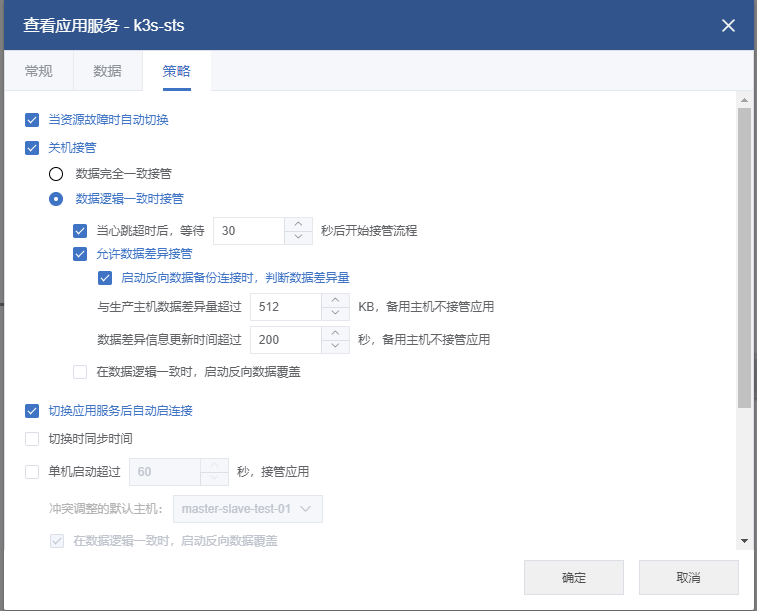 查看应用服务 - k3s-sts
常规 数据 策略
当资源故障时自动切换
关机接管
数据完全一致接管
数据逻辑一致时接管
当心跳超时后，等待 30 秒后开始接管流程
允许数据差异接管
启动反向数据备份连接时，判断数据差异量
与生产主机数据差异量超过 512 KB，备用主机不接管应用
数据差异信息更新时间超过 200 秒，备用主机不接管应用
在数据逻辑一致时，启动反向数据覆盖
切换应用服务后自动启连接
切换时同步时间
单机启动超过 60 秒，接管应用
冲突调整的默认主机： master-slave-test-01
在数据逻辑一致时，启动反向数据覆盖
确定 取消